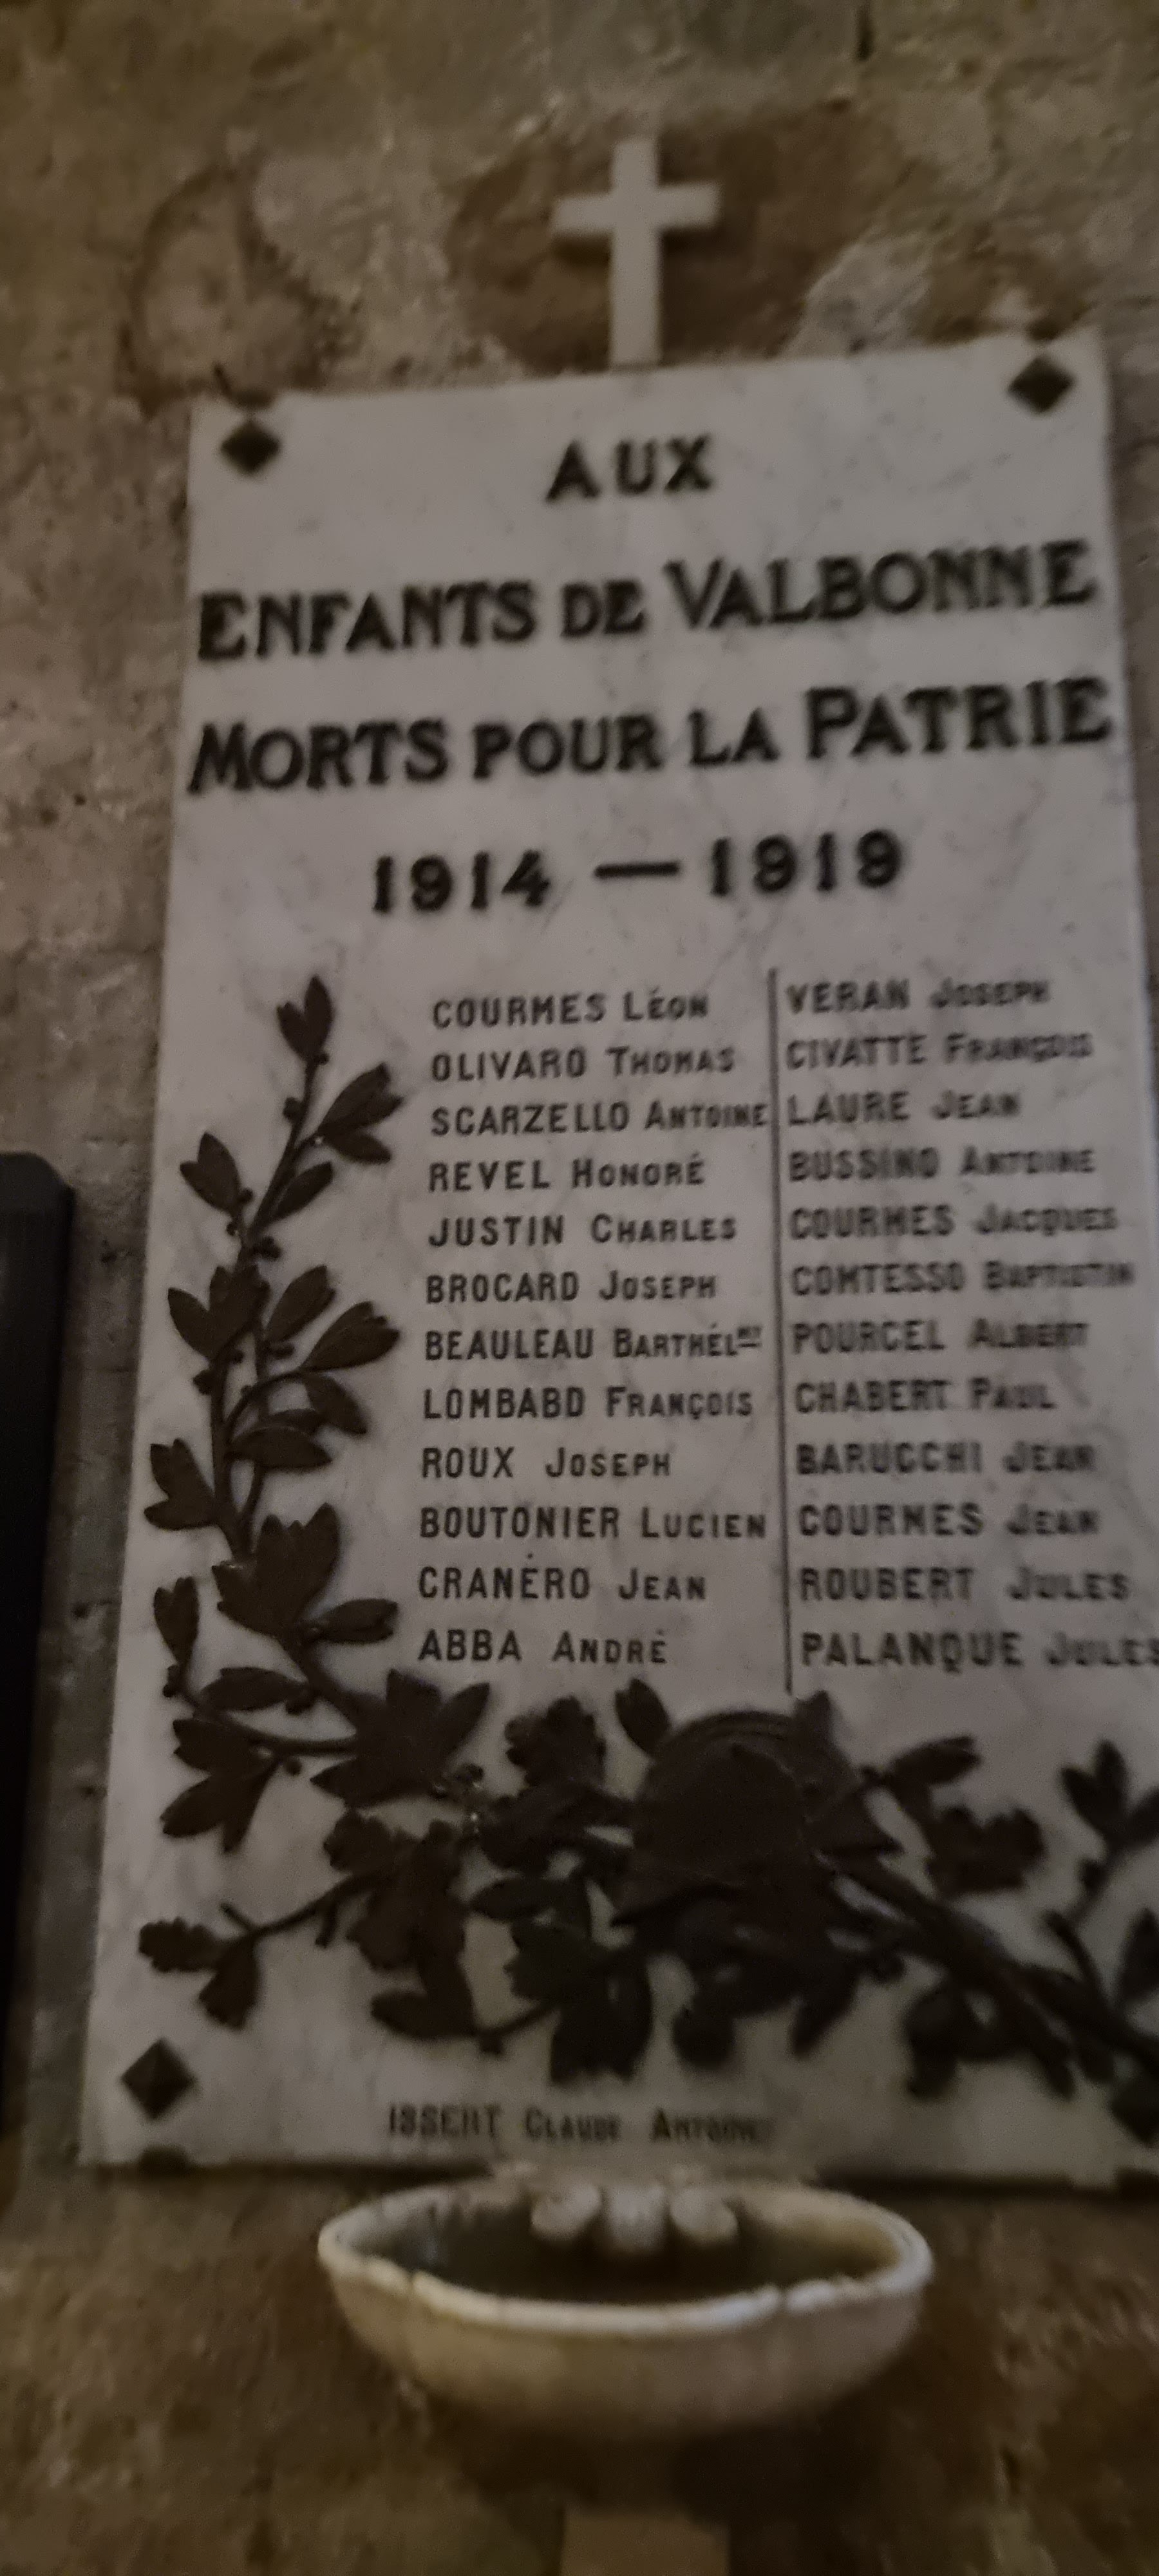 AUX
ENFANTS DE VALBONNE
MORTS POUR LA PATRIE
1914 — 1919
COURMES LÉON
OLIVARO THOMAS
SCARZELLO ANTOINE
REVEL HONORÉ
JUSTIN CHARLES
BROCARD JOSEPH
BEAULEAU BARTHÉLMY
LOMBARD FRANÇOIS
ROUX JOSEPH
BOUTONIER LUCIEN
CRANÉRO JEAN
ABBA ANDRÉ
VERAN JOSEPH
CIVATTE FRANÇOIS
LAURE JEAN
BUSSINO ANTOINE
COURMES JACQUES
COMTESSO BAPTISTIN
POURCEL ALBERT
CHABERT PAUL
BARUCCHI JEAN
COURMES JEAN
ROUBERT JULES
PALANQUE JULES
ISSERT CLAUDE ANTOINE